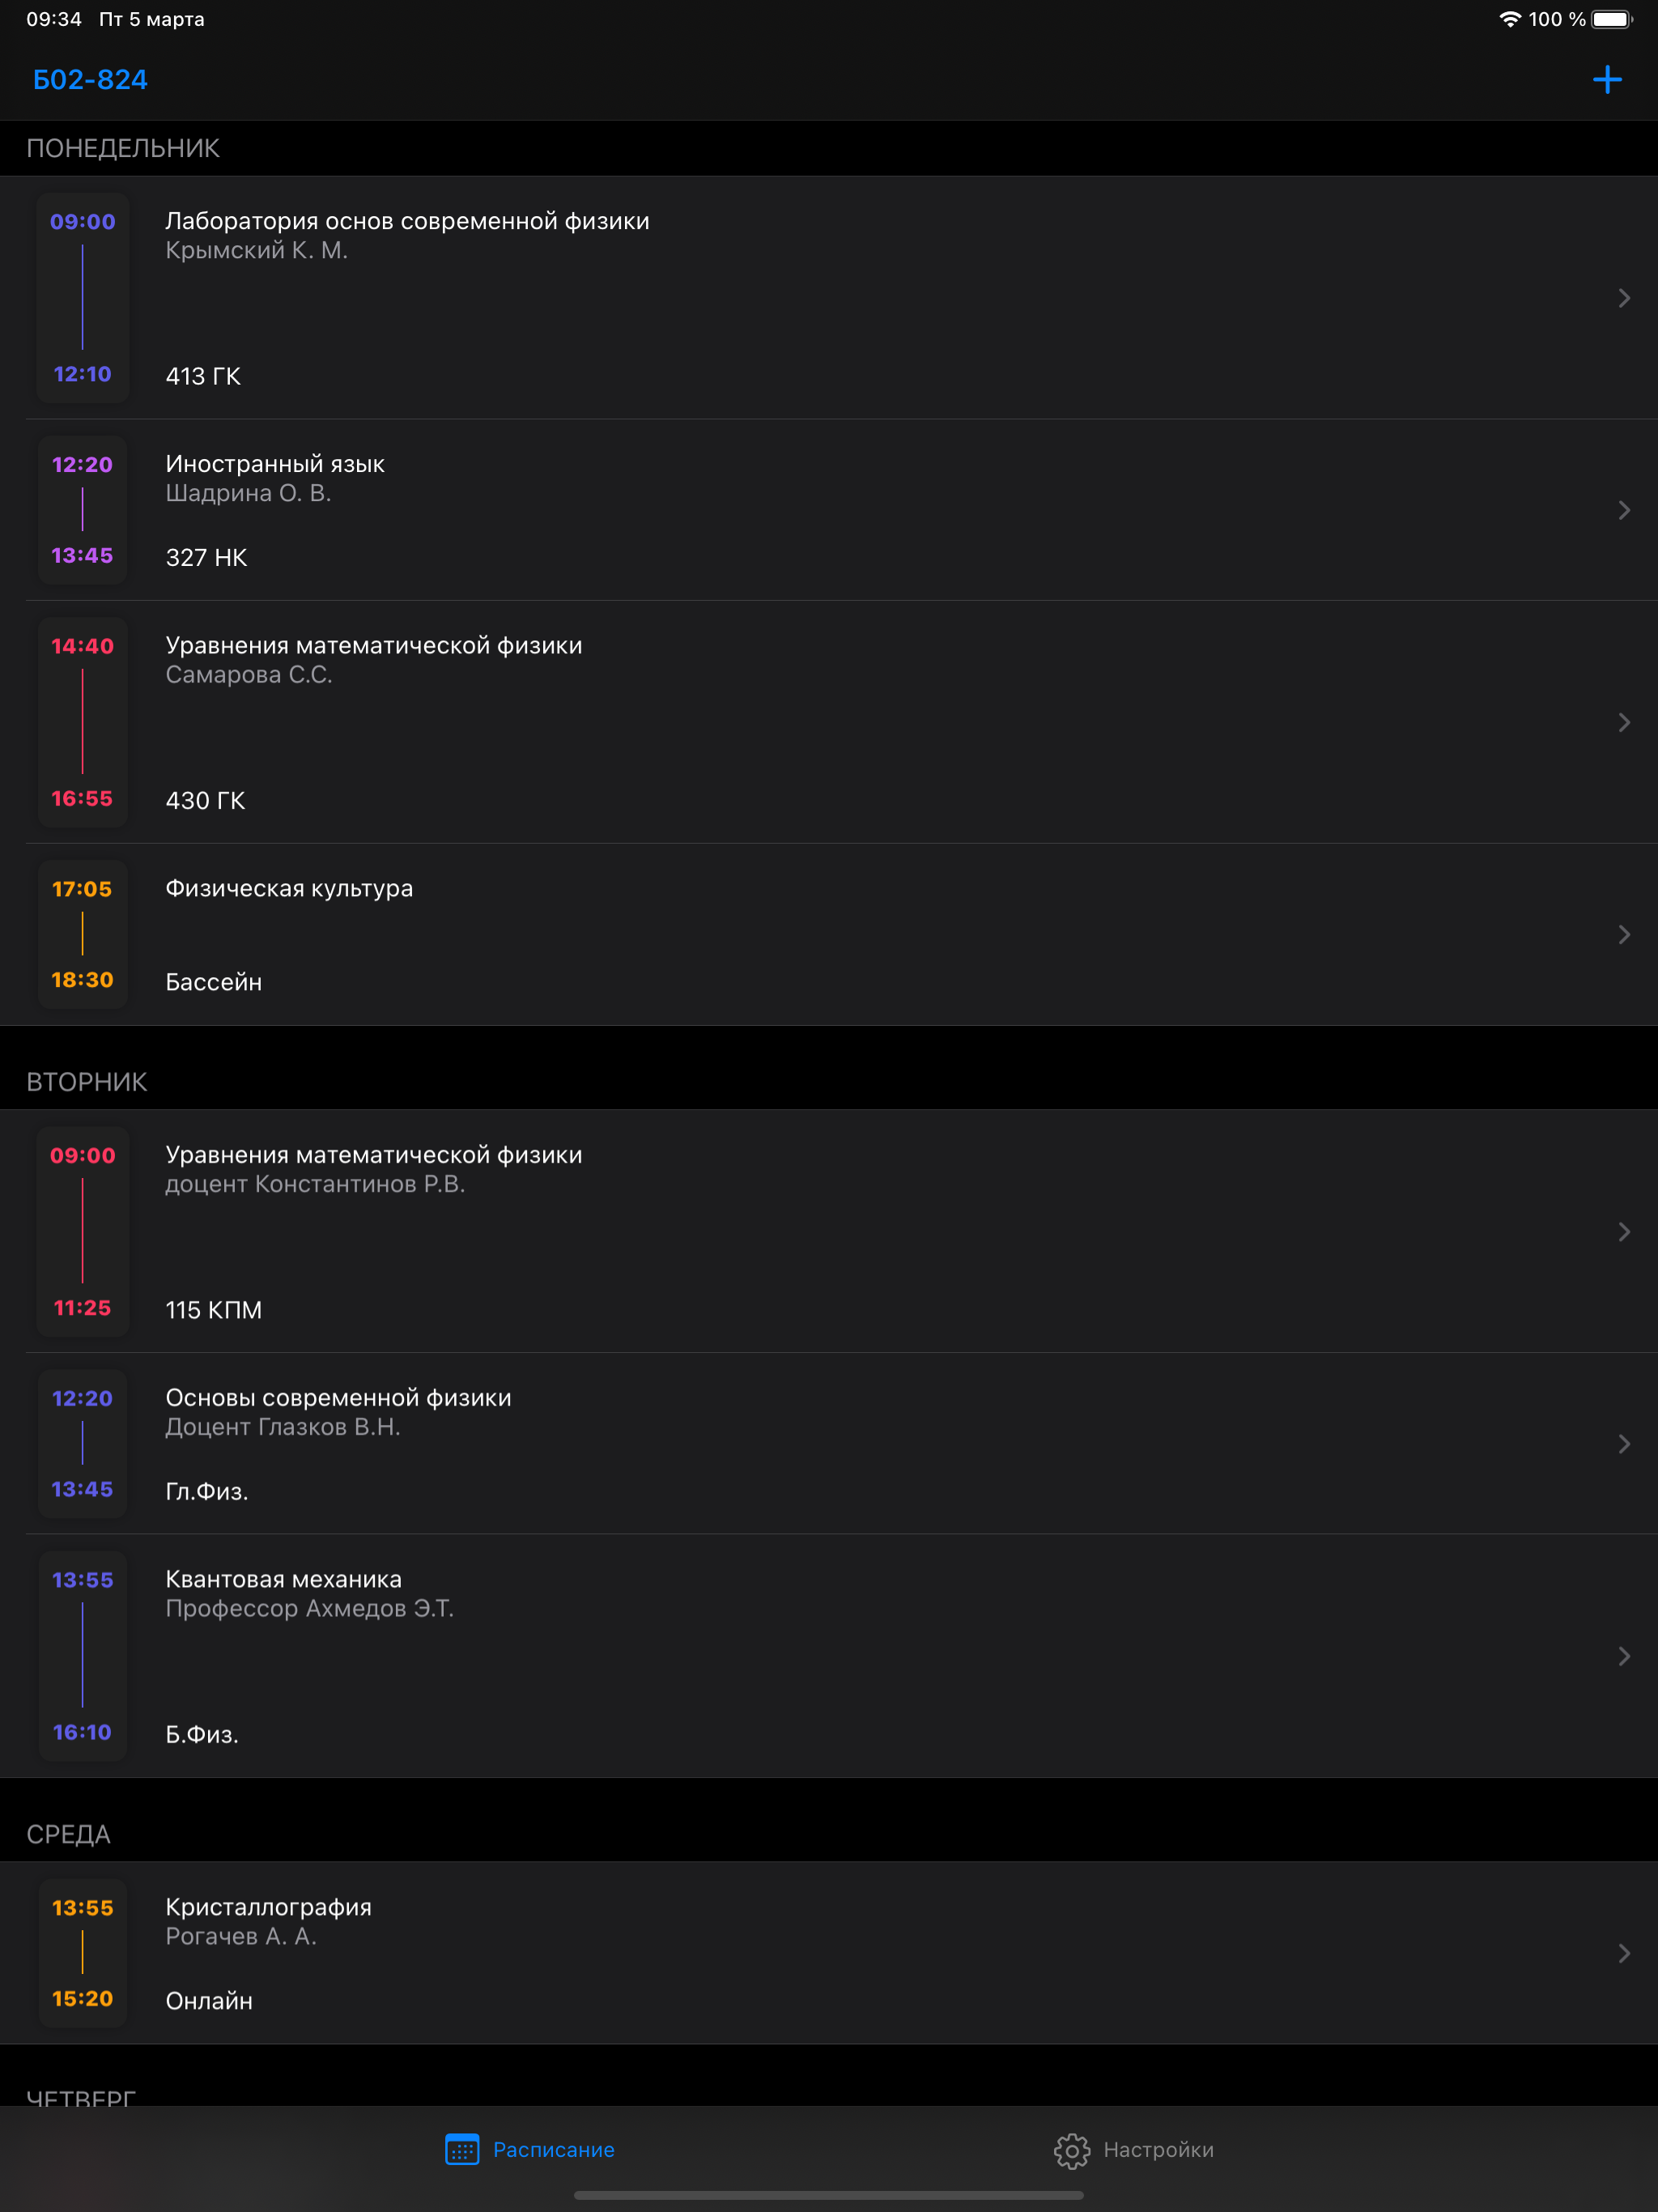 09:34 Пт 5 марта 100 %
Б02-824
ПОНЕДЕЛЬНИК
09:00
Лаборатория основ современной физики
Крымский К. М.
12:10
413 ГК
12:20
Иностранный язык
Шадрина О. В.
13:45
327 НК
14:40
Уравнения математической физики
Самарова С.С.
16:55
430 ГК
17:05
Физическая культура
18:30
Бассейн
ВТОРНИК
09:00
Уравнения математической физики
доцент Константинов Р.В.
11:25
115 КПМ
12:20
Основы современной физики
Доцент Глазков В.Н.
13:45
Гл.Физ.
13:55
Квантовая механика
Профессор Ахмедов Э.Т.
16:10
Б.Физ.
СРЕДА
13:55
Кристаллография
Рогачев А. А.
15:20
Онлайн
ЧЕТВЕРГ
Расписание
Настройки